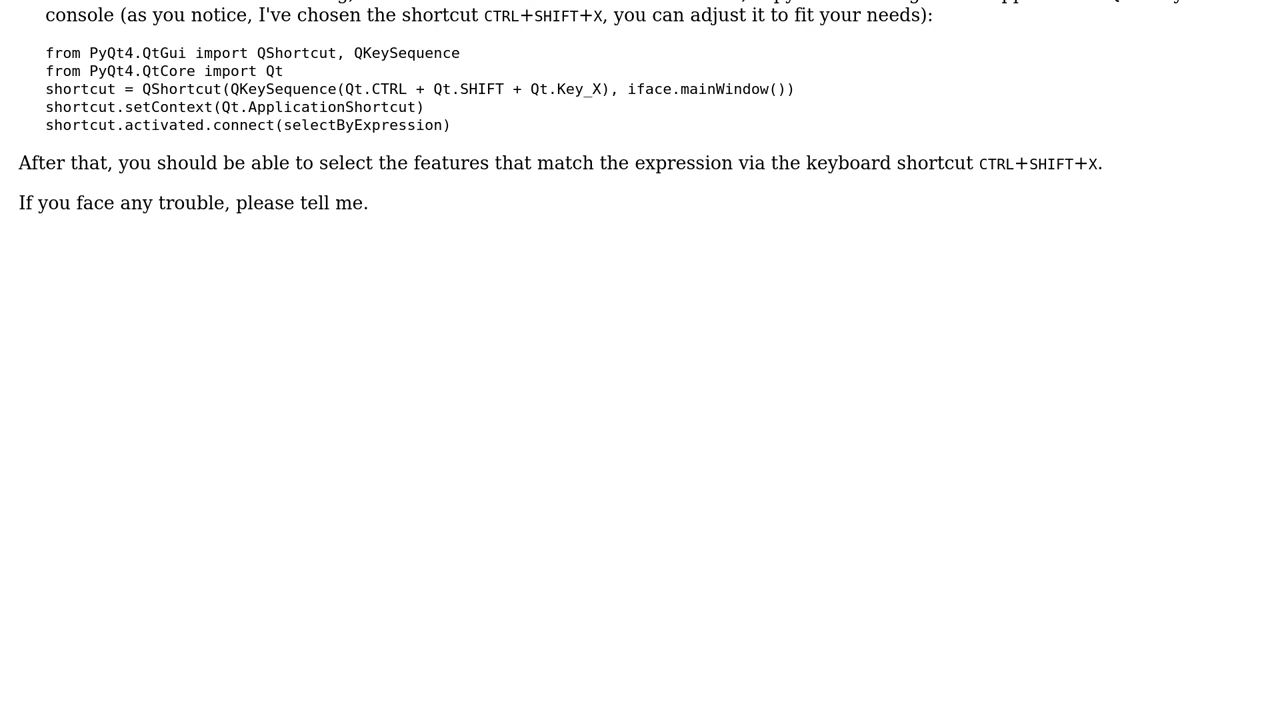 console (as you notice, I've chosen the shortcut CTRL+SHIFT+X, you can adjust it to fit your needs):
from PyQt4.QtGui import QShortcut, QKeySequence
from PyQt4.QtCore import Qt
shortcut = QShortcut(QKeySequence(Qt.CTRL + Qt.SHIFT + Qt.Key_X), iface.mainWindow())
shortcut.setContext(Qt.ApplicationShortcut)
shortcut.activated.connect(selectByExpression)
After that, you should be able to select the features that match the expression via the keyboard shortcut CTRL+SHIFT+X.
If you face any trouble, please tell me.